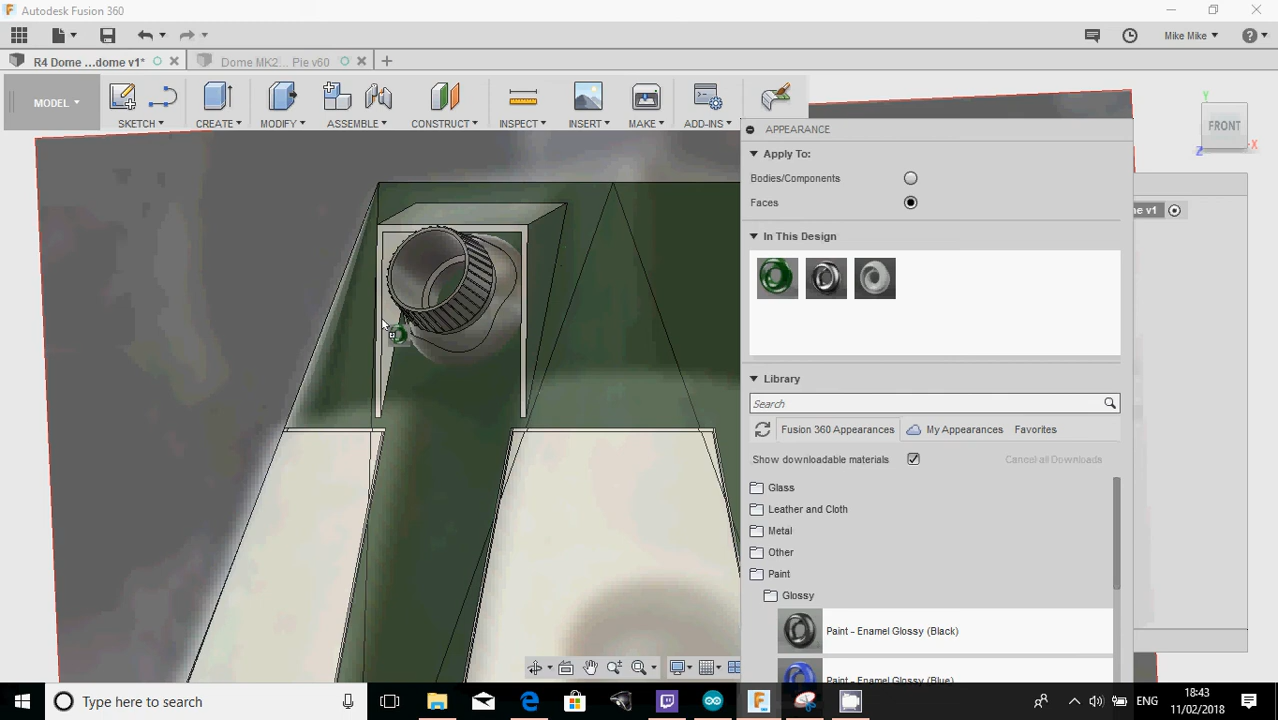 Autodesk Fusion 360
Mike Mike
R4 Dome ...dome v1*
Dome MK2... Pie v60
MODEL
SKETCH
CREATE
MODIFY
ASSEMBLE
CONSTRUCT
INSPECT
INSERT
MAKE
ADD-INS
Y
FRONT
X
Z
APPEARANCE
Apply To:
Bodies/Components
Faces
me v1
In This Design
Library
Search
Fusion 360 Appearances
My Appearances
Favorites
Show downloadable materials
Cancel all Downloads
Glass
Leather and Cloth
Metal
Other
Paint
Glossy
Paint - Enamel Glossy (Black)
Paint - Enamel Glossy (Blue)
Type here to search
ENG
18:43
11/02/2018